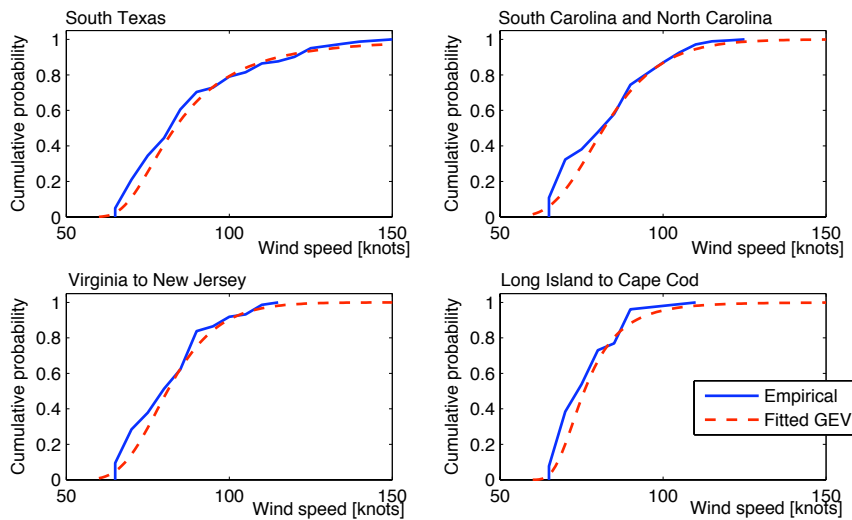 South Texas
Cumulative probability
1
0.8
0.6
0.4
0.2
0
50
100
150
Wind speed [knots]
South Carolina and North Carolina
Cumulative probability
1
0.8
0.6
0.4
0.2
0
50
100
150
Wind speed [knots]
Virginia to New Jersey
Cumulative probability
1
0.8
0.6
0.4
0.2
0
50
100
150
Wind speed [knots]
Long Island to Cape Cod
Cumulative probability
1
0.8
0.6
0.4
0.2
0
50
100
150
Wind speed [knots]
Empirical
Fitted GEV